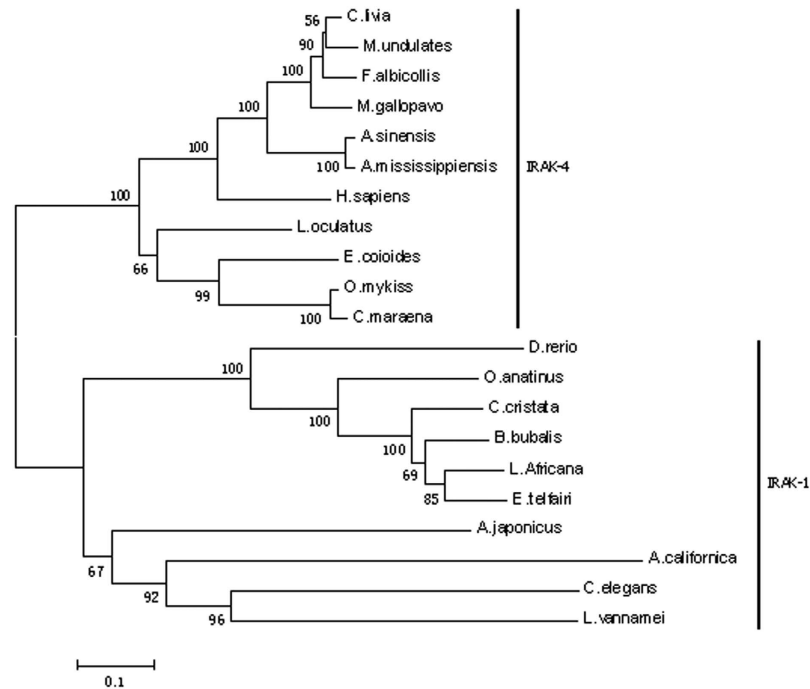 C.livia
56
M.undulates
90
F.albicollis
100
M.gallopavo
100
A.sinensis
100
A.mississippiensis
100
IRAK-4
H.sapiens
100
L.oculatus
66
E.coioides
99
O.mykiss
100
C.maraena
D.rerio
100
O.anatinus
100
C.cristata
100
B.bubalis
69
L.Africana
85
E.telfairi
IRAK-1
A.japonicus
67
A.californica
92
C.elegans
96
L.vannamei
0.1